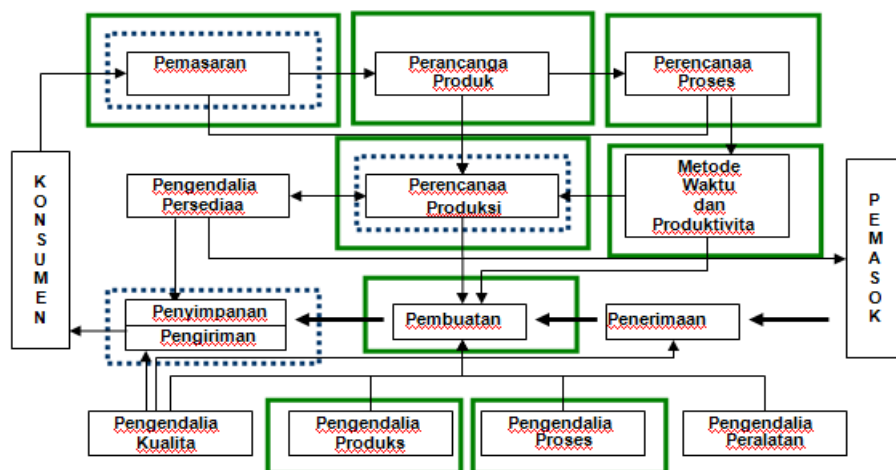 Pemasaran
Perancanga
Produk
Perencanaa
Proses
KONSUMEN
Pengendalia
Persediaa
Perencanaa
Produksi
Metode
Waktu
dan
Produktivita
PEMASOK
Penyimpanan
Pengiriman
Pembuatan
Penerimaan
Pengendalia
Kualita
Pengendalia
Produks
Pengendalia
Proses
Pengendalia
Peralatan